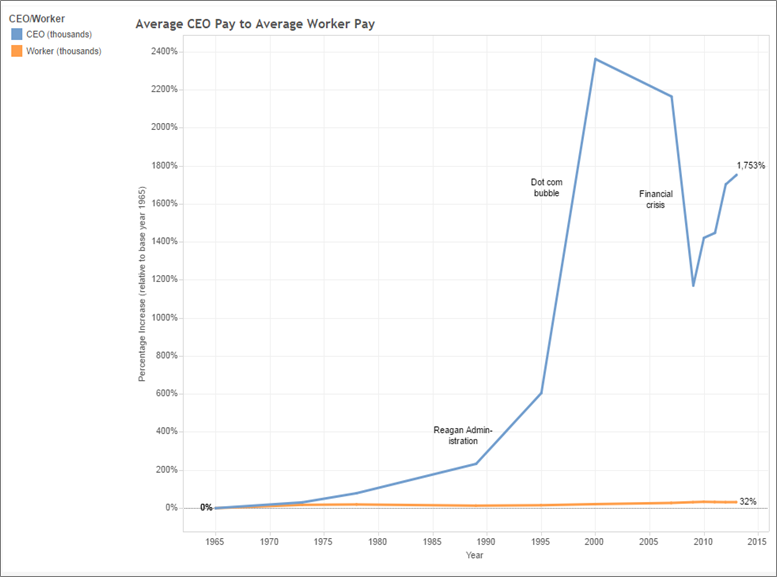 CEO/Worker
CEO (thousands)
Worker (thousands)
Average CEO Pay to Average Worker Pay
Percentage Increase (relative to base year 1965)
2400%
2200%
2000%
1800%
1600%
1400%
1200%
1000%
800%
600%
400%
200%
0%
Dot com
bubble
Financial
crisis
1,753%
Reagan Admin-
istration
0%
32%
1965
1970
1975
1980
1985
1990
1995
2000
2005
2010
2015
Year